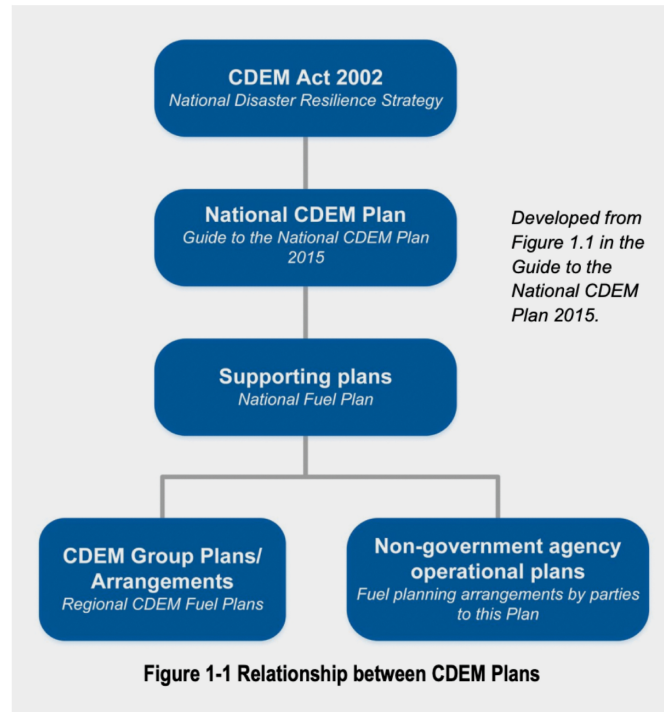 CDEM Act 2002
National Disaster Resilience Strategy
National CDEM Plan
Guide to the National CDEM Plan
2015
Developed from
Figure 1.1 in the
Guide to the
National CDEM
Plan 2015.
Supporting plans
National Fuel Plan
CDEM Group Plans/
Arrangements
Regional CDEM Fuel Plans
Non-government agency
operational plans
Fuel planning arrangements by parties
to this Plan
Figure 1-1 Relationship between CDEM Plans